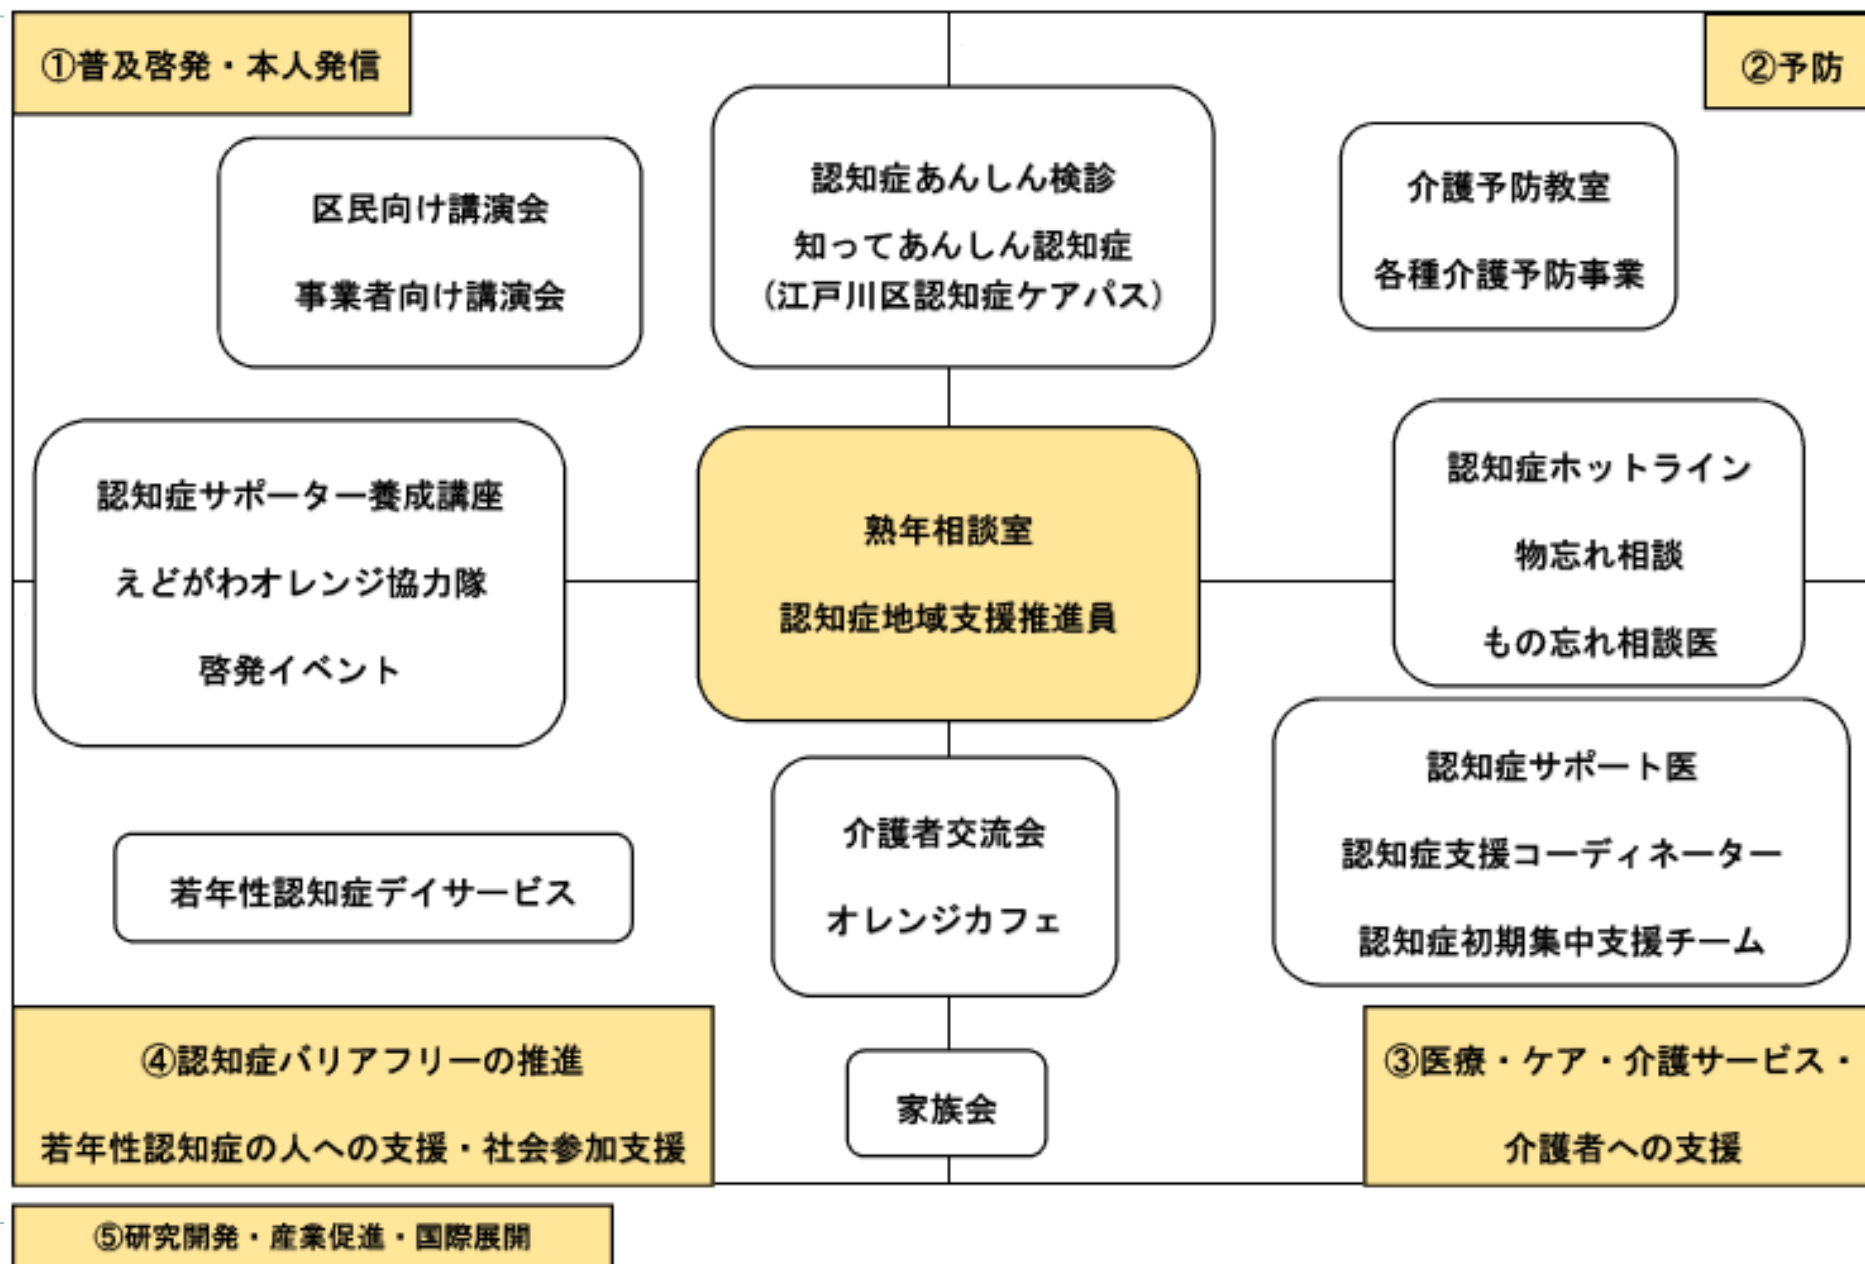 ①普及啓発・本人発信
②予防
区民向け講演会
事業者向け講演会
認知症あんしん検診
知ってあんしん認知症
（江戸川区認知症ケアパス）
介護予防教室
各種介護予防事業
認知症サポーター養成講座
えどがわオレンジ協力隊
啓発イベント
熟年相談室
認知症地域支援推進員
認知症ホットライン
物忘れ相談
もの忘れ相談医
認知症サポート医
認知症支援コーディネーター
認知症初期集中支援チーム
若年性認知症デイサービス
介護者交流会
オレンジカフェ
家族会
④認知症バリアフリーの推進
若年性認知症の人への支援・社会参加支援
③医療・ケア・介護サービス・
介護者への支援
⑤研究開発・産業促進・国際展開